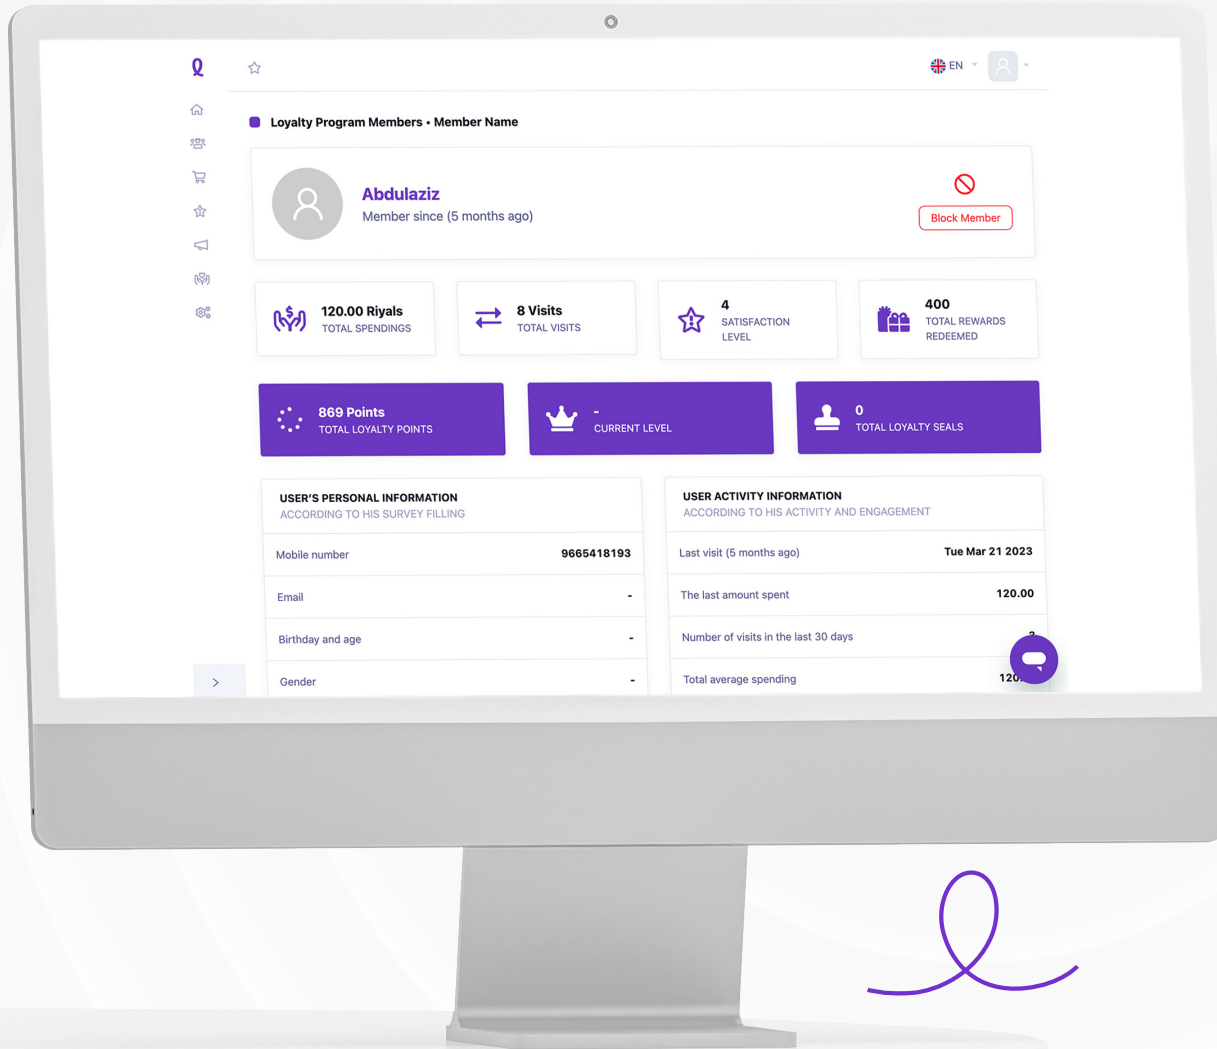 EN
Loyalty Program Members • Member Name
Abdulaziz
Member since (5 months ago)
Block Member
120.00 Riyals
TOTAL SPENDINGS
8 Visits
TOTAL VISITS
4
SATISFACTION
LEVEL
400
TOTAL REWARDS
REDEEMED
869 Points
TOTAL LOYALTY POINTS
-
CURRENT LEVEL
0
TOTAL LOYALTY SEALS
USER'S PERSONAL INFORMATION
ACCORDING TO HIS SURVEY FILLING
Mobile number 9665418193
Email -
Birthday and age -
Gender -
USER ACTIVITY INFORMATION
ACCORDING TO HIS ACTIVITY AND ENGAGEMENT
Last visit (5 months ago) Tue Mar 21 2023
The last amount spent 120.00
Number of visits in the last 30 days
Total average spending